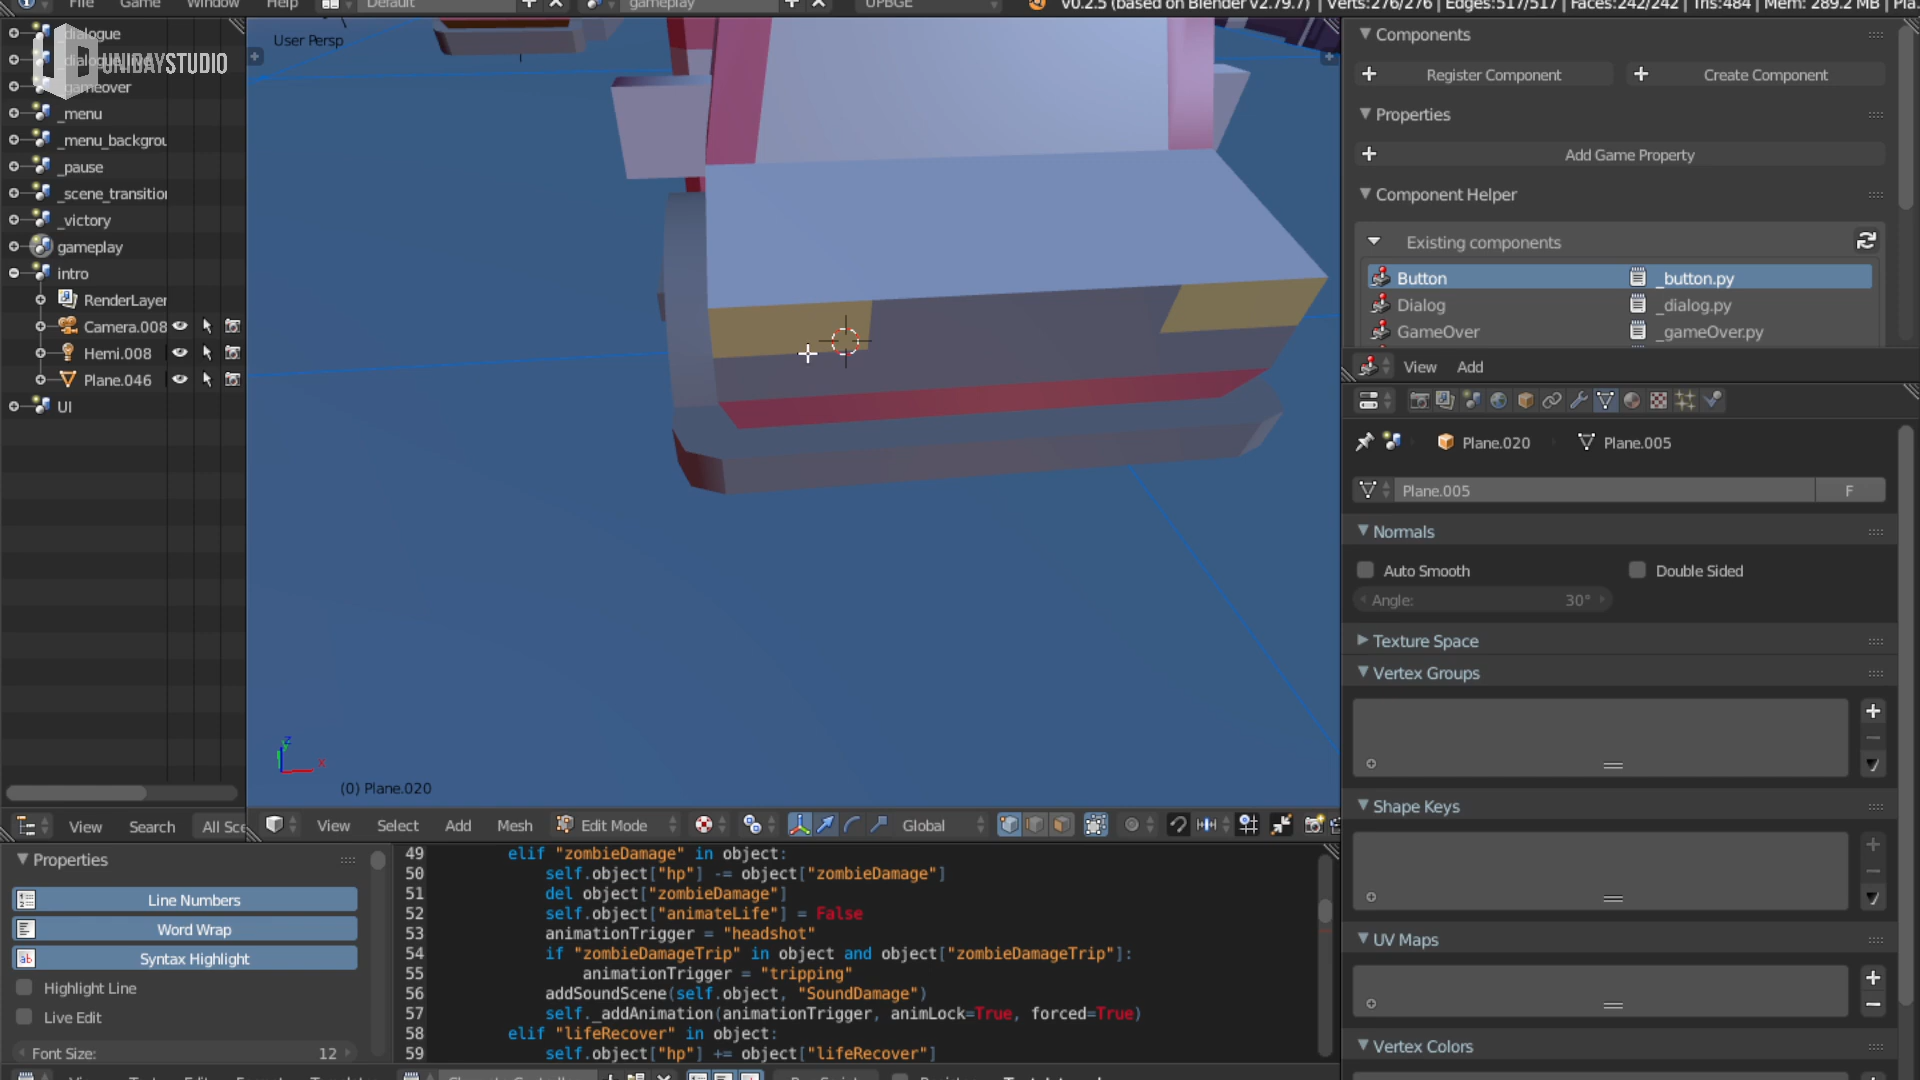 File Game Window Help Default gameplay UPBGE v0.2.5 (based on Blender v2.79.7) | Verts:276/276 | Edges:517/517 | Faces:242/242 | Tris:484 | Mem: 289.2 MB | Pla
dialogue
UNIDAYSTUDIO
_menu
_menu_backgrou
_pause
_scene_transition
_victory
gameplay
intro
RenderLayer
Camera.008
Hemi.008
Plane.046
UI
View Search All Sce
User Persp
(0) Plane.020
View Select Add Mesh Edit Mode Global
Components
Register Component Create Component
Properties
Add Game Property
Component Helper
Existing components
Button _button.py
Dialog _dialog.py
GameOver _gameOver.py
View Add
Plane.020 Plane.005
Plane.005 F
Normals
Auto Smooth Double Sided
Angle: 30°
Texture Space
Vertex Groups
Shape Keys
UV Maps
Vertex Colors
Properties
Line Numbers
Word Wrap
Syntax Highlight
Highlight Line
Live Edit
Font Size: 12
49 elif "zombieDamage" in object:
50 self.object["hp"] -= object["zombieDamage"]
51 del object["zombieDamage"]
52 self.object["animateLife"] = False
53 animationTrigger = "headshot"
54 if "zombieDamageTrip" in object and object["zombieDamageTrip"]:
55 animationTrigger = "tripping"
56 addSoundScene(self.object, "SoundDamage")
57 self._addAnimation(animationTrigger, animLock=True, forced=True)
58 elif "lifeRecover" in object:
59 self.object["hp"] += object["lifeRecover"]